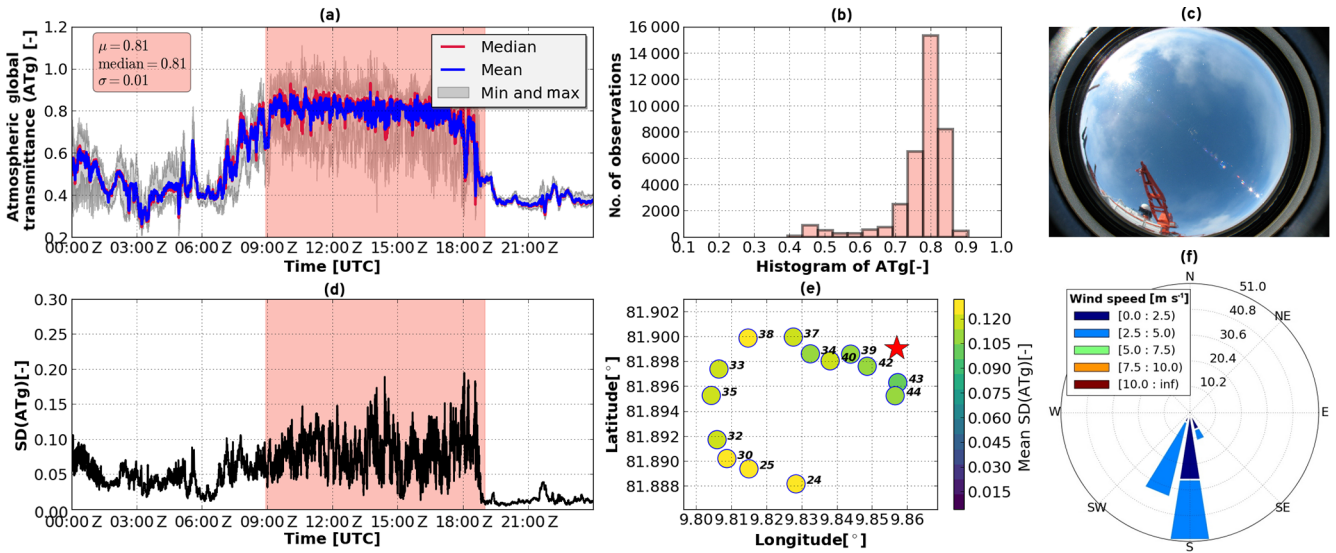 (a)
Atmospheric global
transmittance (ATg) [-]
1.2
1.0
0.8
0.6
0.4
0.2
μ = 0.81
median = 0.81
σ = 0.01
Median
Mean
Min and max
00:00 Z 03:00 Z 06:00 Z 09:00 Z 12:00 Z 15:00 Z 18:00 Z 21:00 Z
Time [UTC]
(b)
No. of observations
16 000
14 000
12 000
10 000
8000
6000
4000
2000
0
0.1 0.2 0.3 0.4 0.5 0.6 0.7 0.8 0.9 1.0
Histogram of ATg[-]
(c)
(d)
SD(ATg)[-]
0.30
0.25
0.20
0.15
0.10
0.05
0.00
00:00 Z 03:00 Z 06:00 Z 09:00 Z 12:00 Z 15:00 Z 18:00 Z 21:00 Z
Time [UTC]
(e)
Latitude[°]
81.902
81.900
81.898
81.896
81.894
81.892
81.890
81.888
38
37
34
40
39
42
33
43
35
44
32
30
25
24
9.80 9.81 9.82 9.83 9.84 9.85 9.86
Longitude[°]
0.120
0.105
0.090
0.075
0.060
0.045
0.030
0.015
Mean SD(ATg)[-]
(f)
Wind speed [m s⁻¹]
[0.0 : 2.5)
[2.5 : 5.0)
[5.0 : 7.5)
[7.5 : 10.0)
[10.0 : inf)
N
NE
E
SE
S
SW
W
51.0
40.8
30.6
20.4
10.2